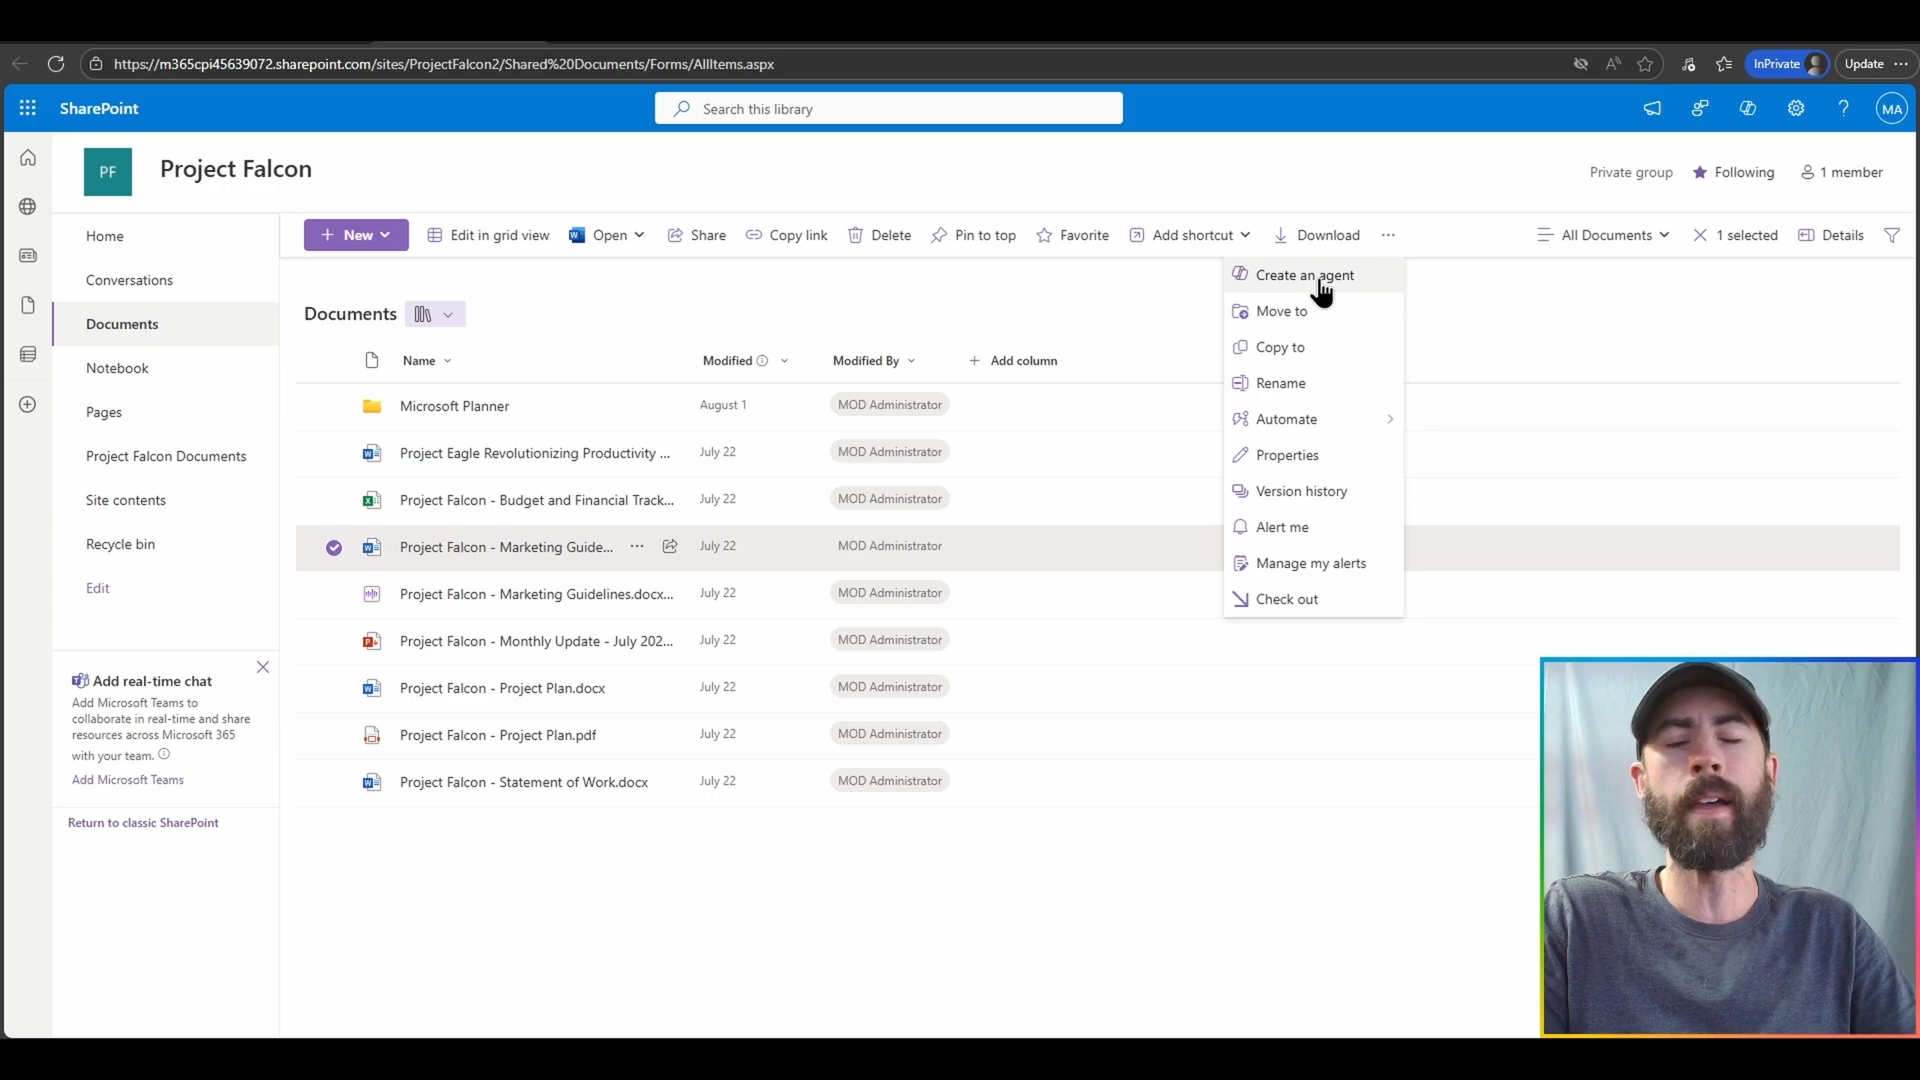 https://m365cpi45639072.sharepoint.com/sites/ProjectFalcon2/Shared%20Documents/Forms/AllItems.aspx
InPrivate
Update
SharePoint
Search this library
MA
PF
Project Falcon
Private group
Following
1 member
Home
Conversations
Documents
Notebook
Pages
Project Falcon Documents
Site contents
Recycle bin
Edit
Add real-time chat
Add Microsoft Teams to
collaborate in real-time and share
resources across Microsoft 365
with your team.
Add Microsoft Teams
Return to classic SharePoint
New
Edit in grid view
Open
Share
Copy link
Delete
Pin to top
Favorite
Add shortcut
Download
All Documents
1 selected
Details
Documents
Name
Modified
Modified By
Add column
Microsoft Planner August 1 MOD Administrator
Project Eagle Revolutionizing Productivity ... July 22 MOD Administrator
Project Falcon - Budget and Financial Track... July 22 MOD Administrator
Project Falcon - Marketing Guide... July 22 MOD Administrator
Project Falcon - Marketing Guidelines.docx... July 22 MOD Administrator
Project Falcon - Monthly Update - July 202... July 22 MOD Administrator
Project Falcon - Project Plan.docx July 22 MOD Administrator
Project Falcon - Project Plan.pdf July 22 MOD Administrator
Project Falcon - Statement of Work.docx July 22 MOD Administrator
Create an agent
Move to
Copy to
Rename
Automate
Properties
Version history
Alert me
Manage my alerts
Check out